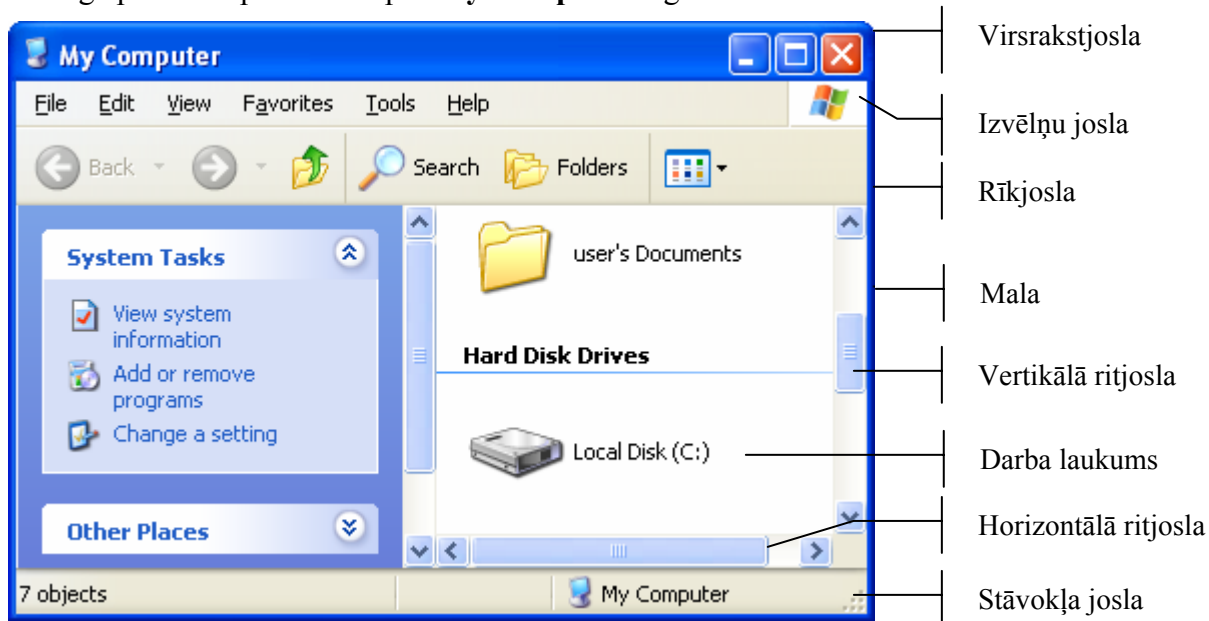 My Computer
Virsrakstjosla
File Edit View Favorites Tools Help
Izvēlņu josla
Back Search Folders
Rīkjosla
System Tasks
user's Documents
Mala
View system
information
Hard Disk Drives
Vertikālā ritjosla
Add or remove
programs
Change a setting
Local Disk (C:)
Darba laukums
Other Places
Horizontālā ritjosla
7 objects
My Computer
Stāvokļa josla